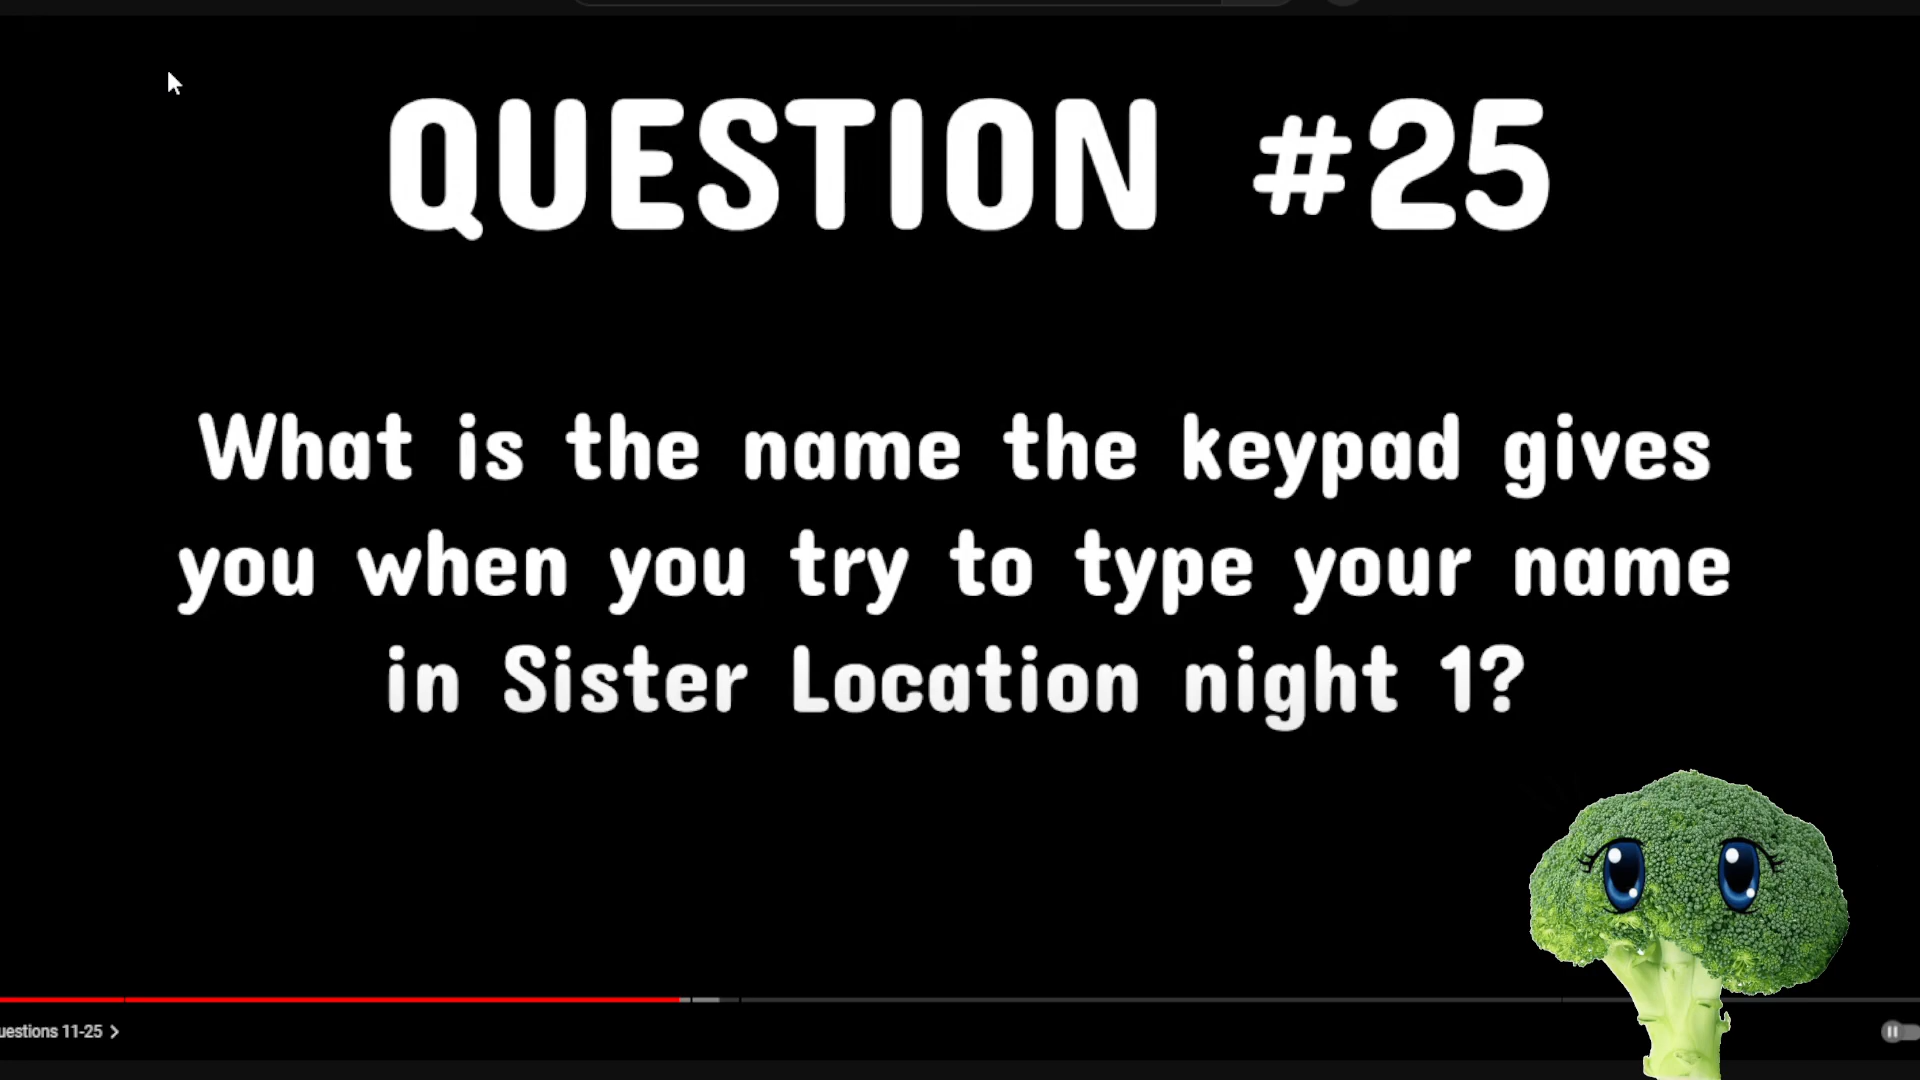 QUESTION #25
What is the name the keypad gives
you when you try to type your name
in Sister Location night 1?
uestions 11-25